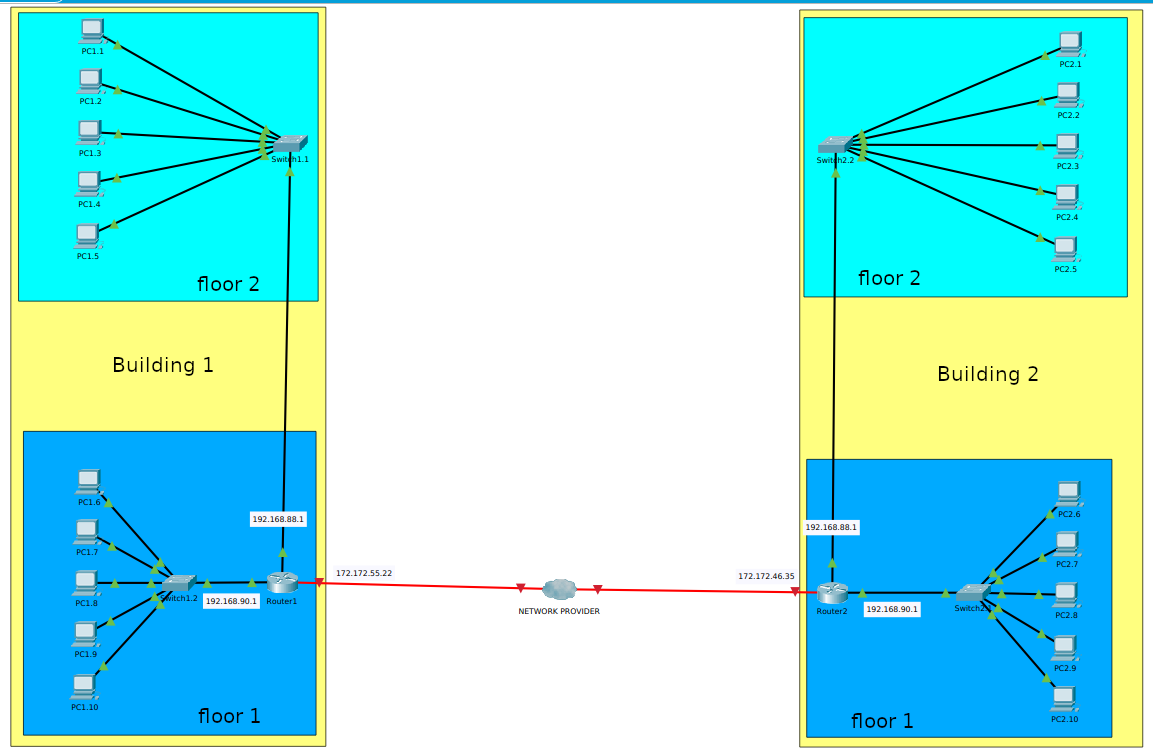 PC1.1
PC1.2
PC1.3
PC1.4
PC1.5
Switch1.1
floor 2
Building 1
PC1.6
PC1.7
PC1.8
PC1.9
PC1.10
Switch1.2
192.168.88.1
192.168.90.1
Router1
floor 1
172.172.55.22
NETWORK PROVIDER
172.172.46.35
PC2.1
PC2.2
PC2.3
PC2.4
PC2.5
Switch2.2
floor 2
Building 2
192.168.88.1
Router2
192.168.90.1
PC2.6
PC2.7
PC2.8
PC2.9
PC2.10
floor 1